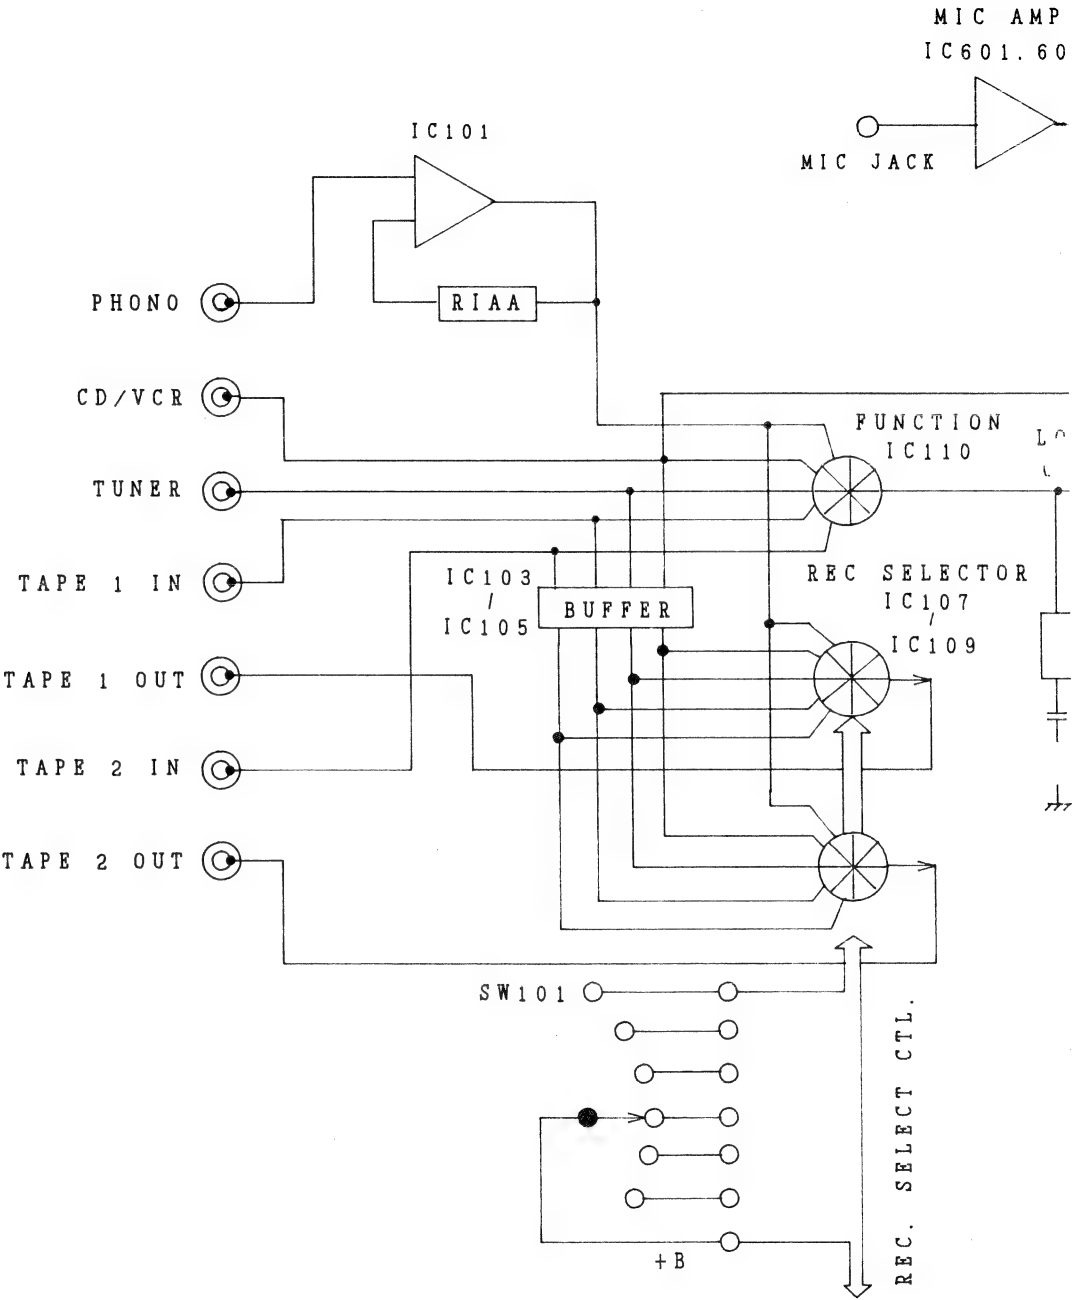 MIC AMP
IC601.60
IC101
MIC JACK
PHONO
RIAA
CD/VCR
FUNCTION
IC110
TUNER
TAPE 1 IN
IC103
/
IC105
BUFFER
REC SELECTOR
IC107
/
IC109
TAPE 1 OUT
TAPE 2 IN
TAPE 2 OUT
SW101
REC. SELECT CTL.
+B